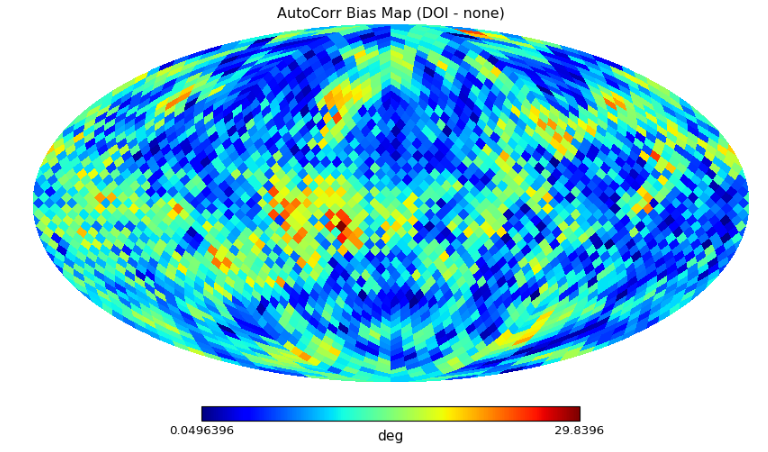 AutoCorr Bias Map (DOI - none)
0.0496396
29.8396
deg